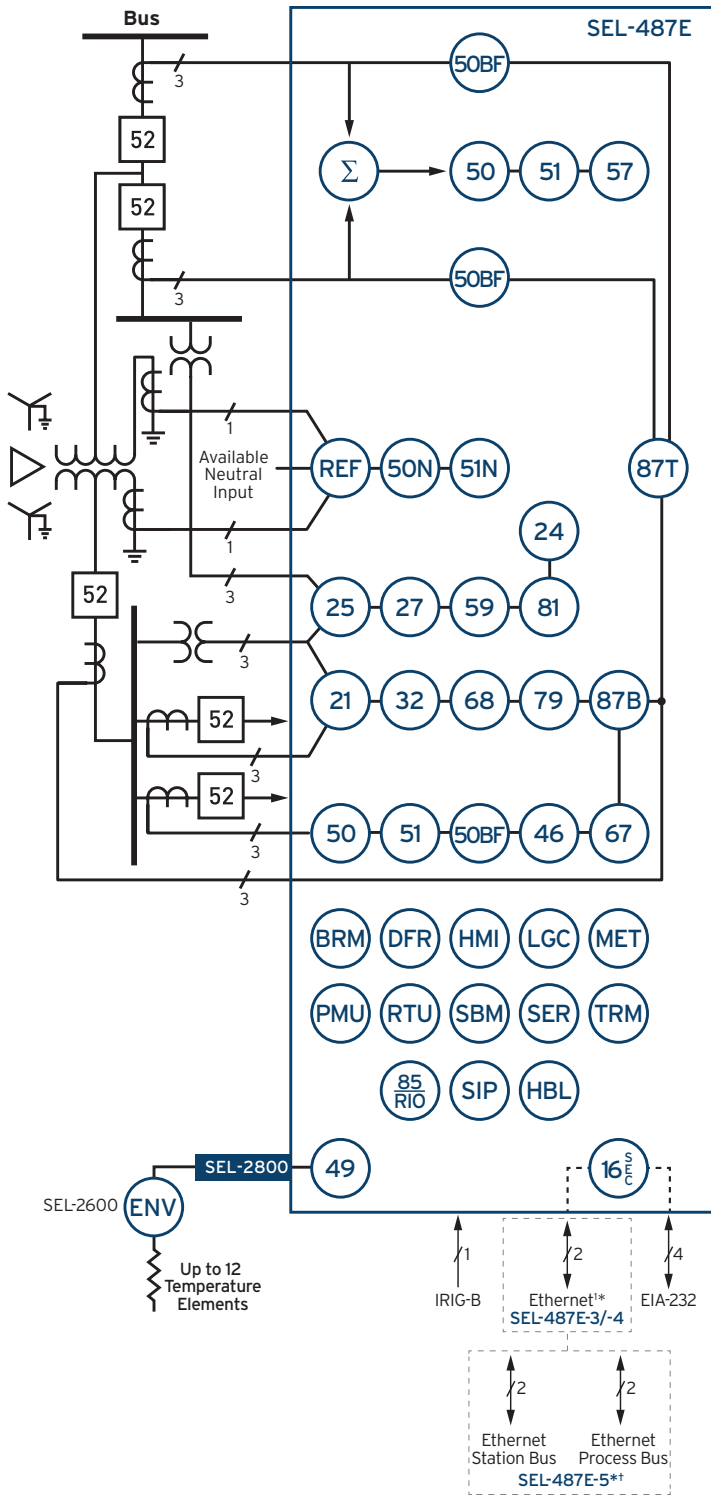 Bus
SEL-487E
3
50BF
52
Σ
50
51
57
52
3
50BF
1
Available
Neutral
Input
REF
50N
51N
87T
1
24
3
52
25
27
59
81
3
21
32
68
79
87B
52
3
52
50
51
50BF
46
67
3
3
BRM
DFR
HMI
LGC
MET
PMU
RTU
SBM
SER
TRM
85
RIO
SIP
HBL
SEL-2800
49
16 SEC
SEL-2600
ENV
Up to 12
Temperature
Elements
1
2
4
IRIG-B
Ethernet¹*
EIA-232
SEL-487E-3/-4
2
2
Ethernet
Station Bus
Ethernet
Process Bus
SEL-487E-5*†